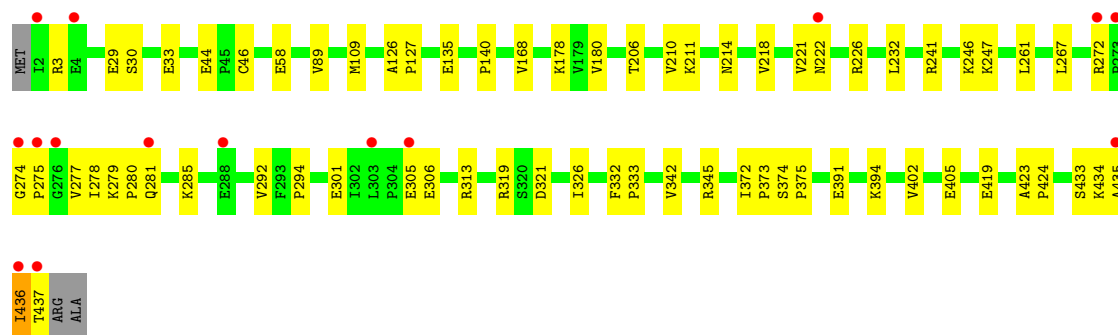 MET I2 R3 E4 E29 S30 E33 E44 P45 C46 E58 V89 M109 A126 P127 E135 P140 V168 K178 V179 V180 T206 V210 K211 N214 V218 V221 N222 R226 L232 R241 K246 K247 L261 L267 R272
G274 P275 G276 V277 I278 K279 P280 Q281 K285 E288 V292 F293 P294 E301 I302 L303 P304 E305 E306 R313 R319 S320 D321 I326 F332 P333 V342 R345 I372 P373 S374 P375 E391 K394 V402 E405 E419 A423 P424 S433 K434 A435
I436 T437 ARG ALA